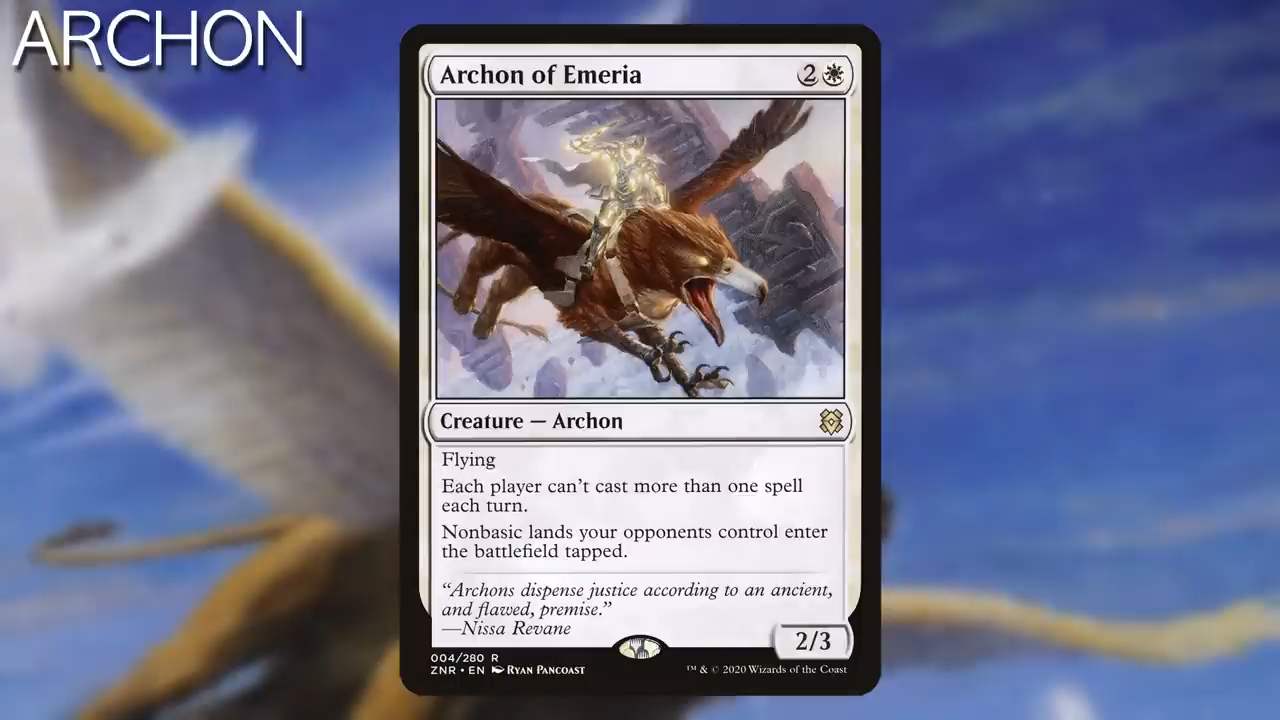 ARCHON
Archon of Emeria 2
Creature — Archon
Flying
Each player can't cast more than one spell
each turn.
Nonbasic lands your opponents control enter
the battlefield tapped.
“Archons dispense justice according to an ancient,
and flawed, premise.”
—Nissa Revane
2/3
004/280 R
ZNR • EN Ryan Pancoast
™ & © 2020 Wizards of the Coast